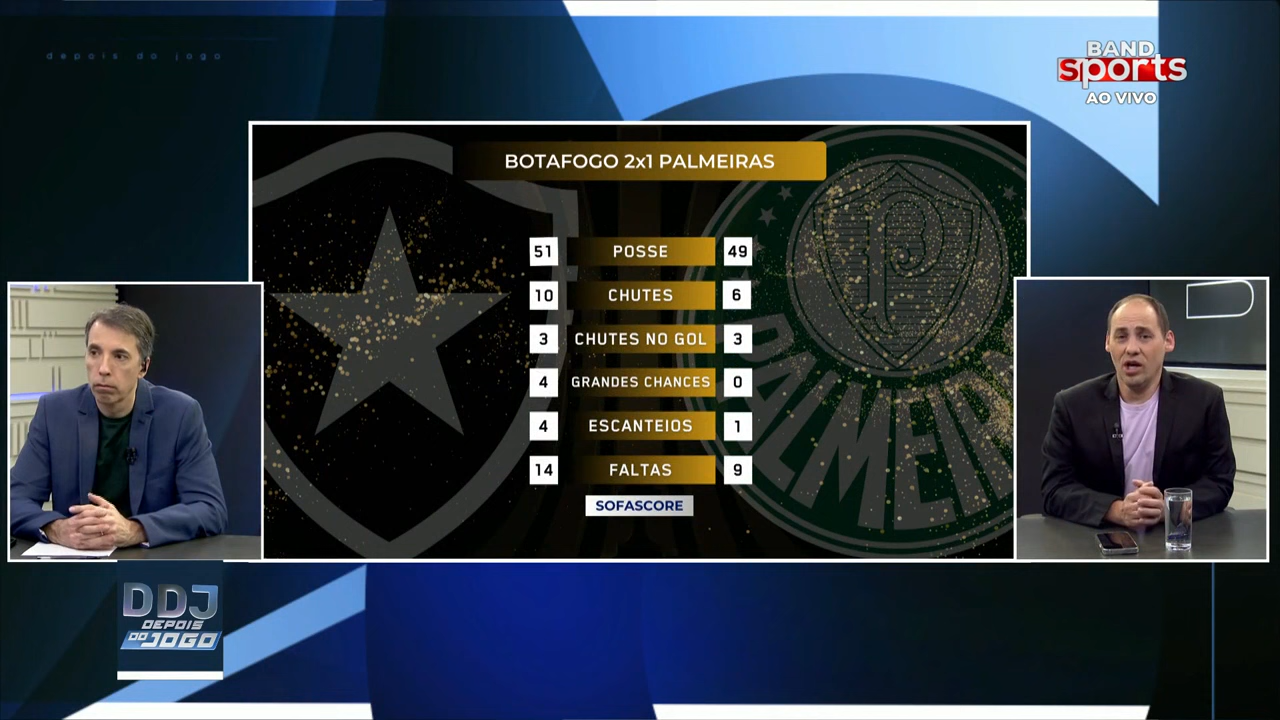 depois do jogo
BAND
sports
AO VIVO
BOTAFOGO 2x1 PALMEIRAS
51 POSSE 49
10 CHUTES 6
3 CHUTES NO GOL 3
4 GRANDES CHANCES 0
4 ESCANTEIOS 1
14 FALTAS 9
SOFASCORE
P
PALMEIR
DDJ
DEPOIS
DO JOGO